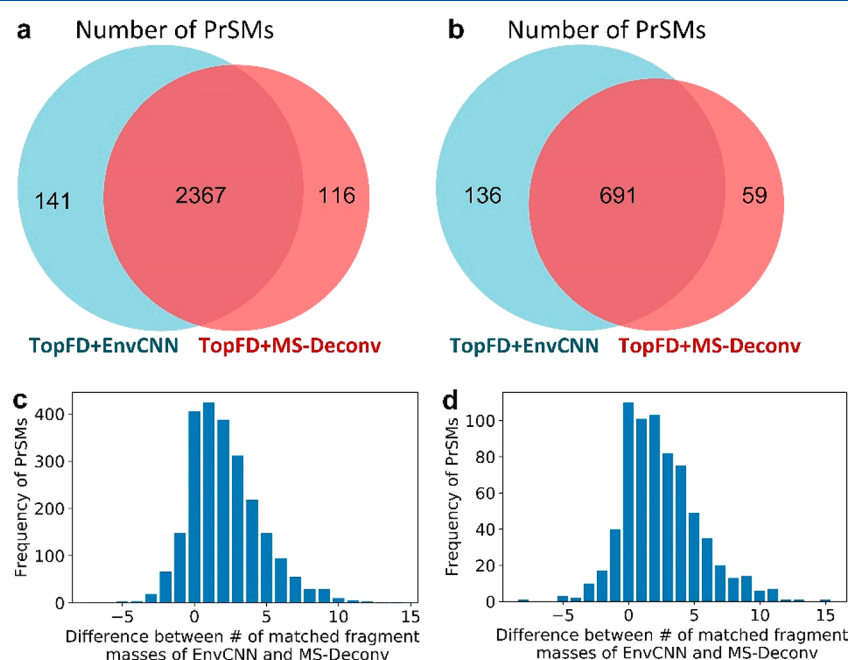 a Number of PrSMs
141 2367 116
TopFD+EnvCNN TopFD+MS-Deconv
b Number of PrSMs
136 691 59
TopFD+EnvCNN TopFD+MS-Deconv
c
Frequency of PrSMs
400
300
200
100
0
−5 0 5 10 15
Difference between # of matched fragment
masses of EnvCNN and MS-Deconv
d
Frequency of PrSMs
100
80
60
40
20
0
−5 0 5 10 15
Difference between # of matched fragment
masses of EnvCNN and MS-Deconv